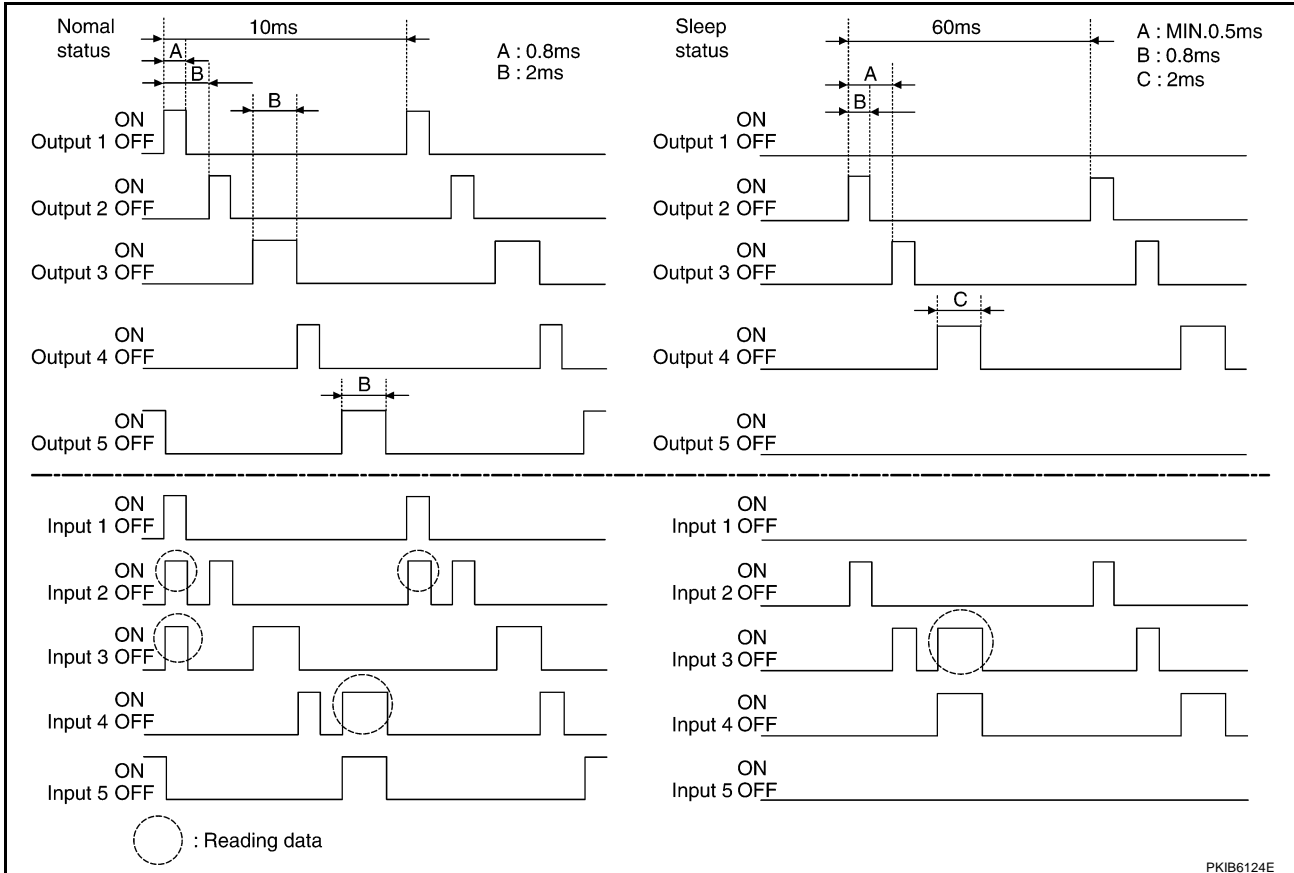 Nomal
status
10ms
A : 0.8ms
B : 2ms
A
B
B
ON
Output 1 OFF
ON
Output 2 OFF
ON
Output 3 OFF
ON
Output 4 OFF
B
ON
Output 5 OFF
Sleep
status
60ms
A : MIN.0.5ms
B : 0.8ms
C : 2ms
A
B
ON
Output 1 OFF
ON
Output 2 OFF
ON
Output 3 OFF
C
ON
Output 4 OFF
ON
Output 5 OFF
ON
Input 1 OFF
ON
Input 2 OFF
ON
Input 3 OFF
ON
Input 4 OFF
ON
Input 5 OFF
: Reading data
ON
Input 1 OFF
ON
Input 2 OFF
ON
Input 3 OFF
ON
Input 4 OFF
ON
Input 5 OFF
PKIB6124E